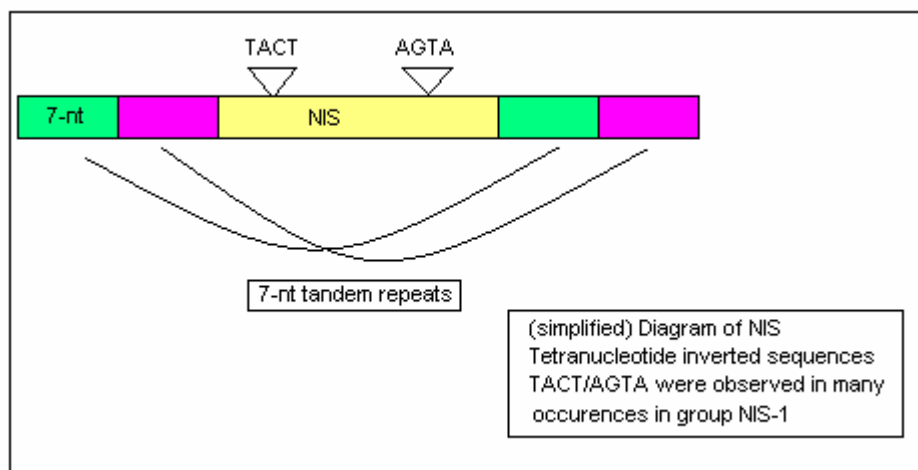 TACT AGTA
7-nt NIS
7-nt tandem repeats
(simplified) Diagram of NIS
Tetranucleotide inverted sequences
TACT/AGTA were observed in many
occurences in group NIS-1